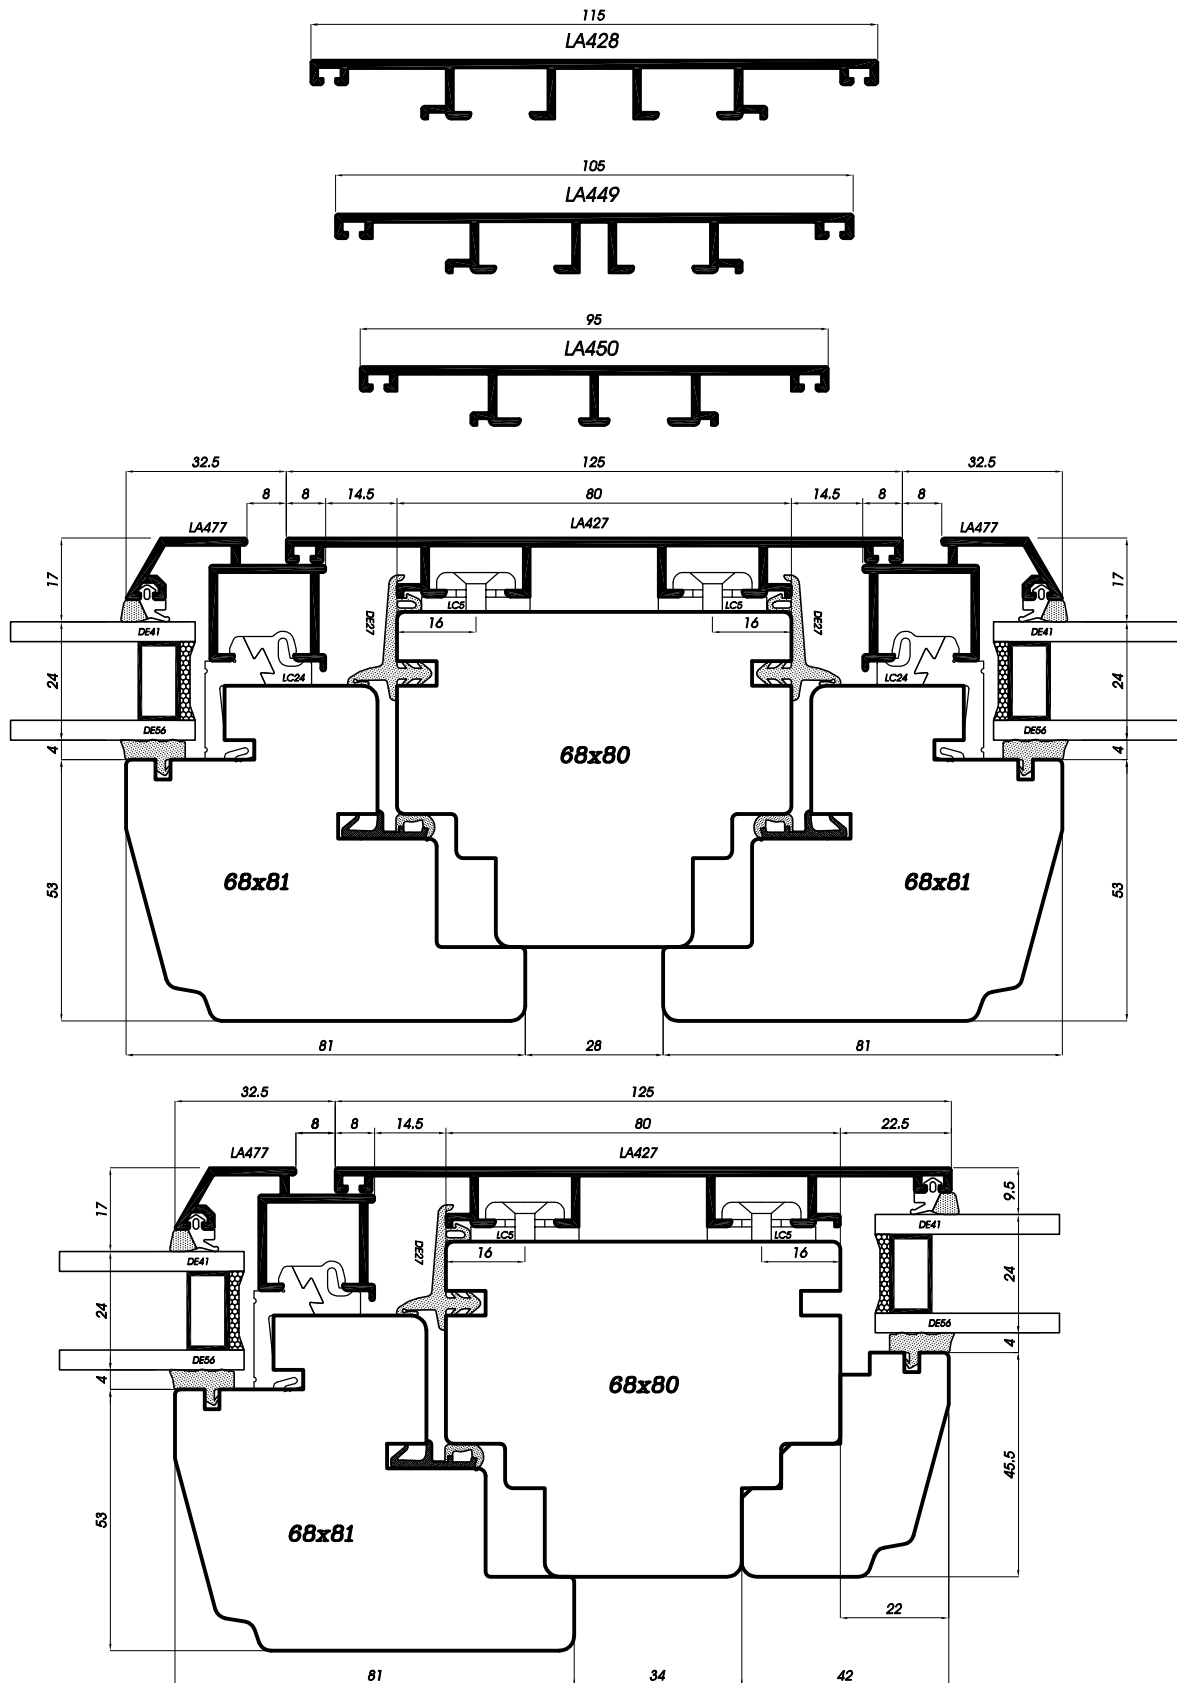 115
LA428
105
LA449
95
LA450
32.5 125 32.5
8 8 14.5 80 14.5 8 8
LA477 LA427 LA477
17 17
LC5 LC5
DE27 DE27
16 16
DE41 DE41
24 24
LC24 LC24
DE56 DE56
4 4
68x80
68x81 68x81
53 53
81 28 81
32.5 125
8 8 14.5 80 22.5
LA477 LA427
17 9.5
DE41
LC5 LC5
DE27
16 16
DE41
24 24
DE56
DE56
4 4
68x80
45.5
53
68x81
22
81 34 42